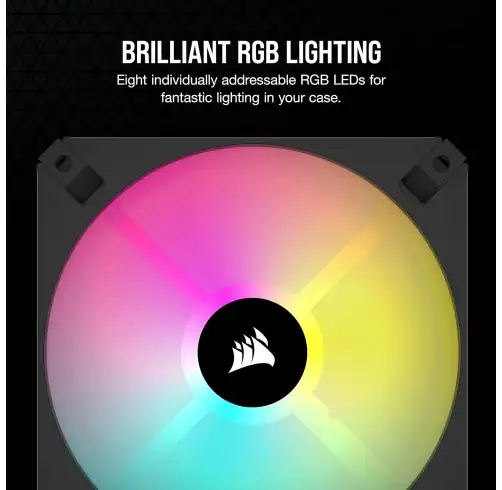 BRILLIANT RGB LIGHTING
Eight individually addressable RGB LEDs for
fantastic lighting in your case.